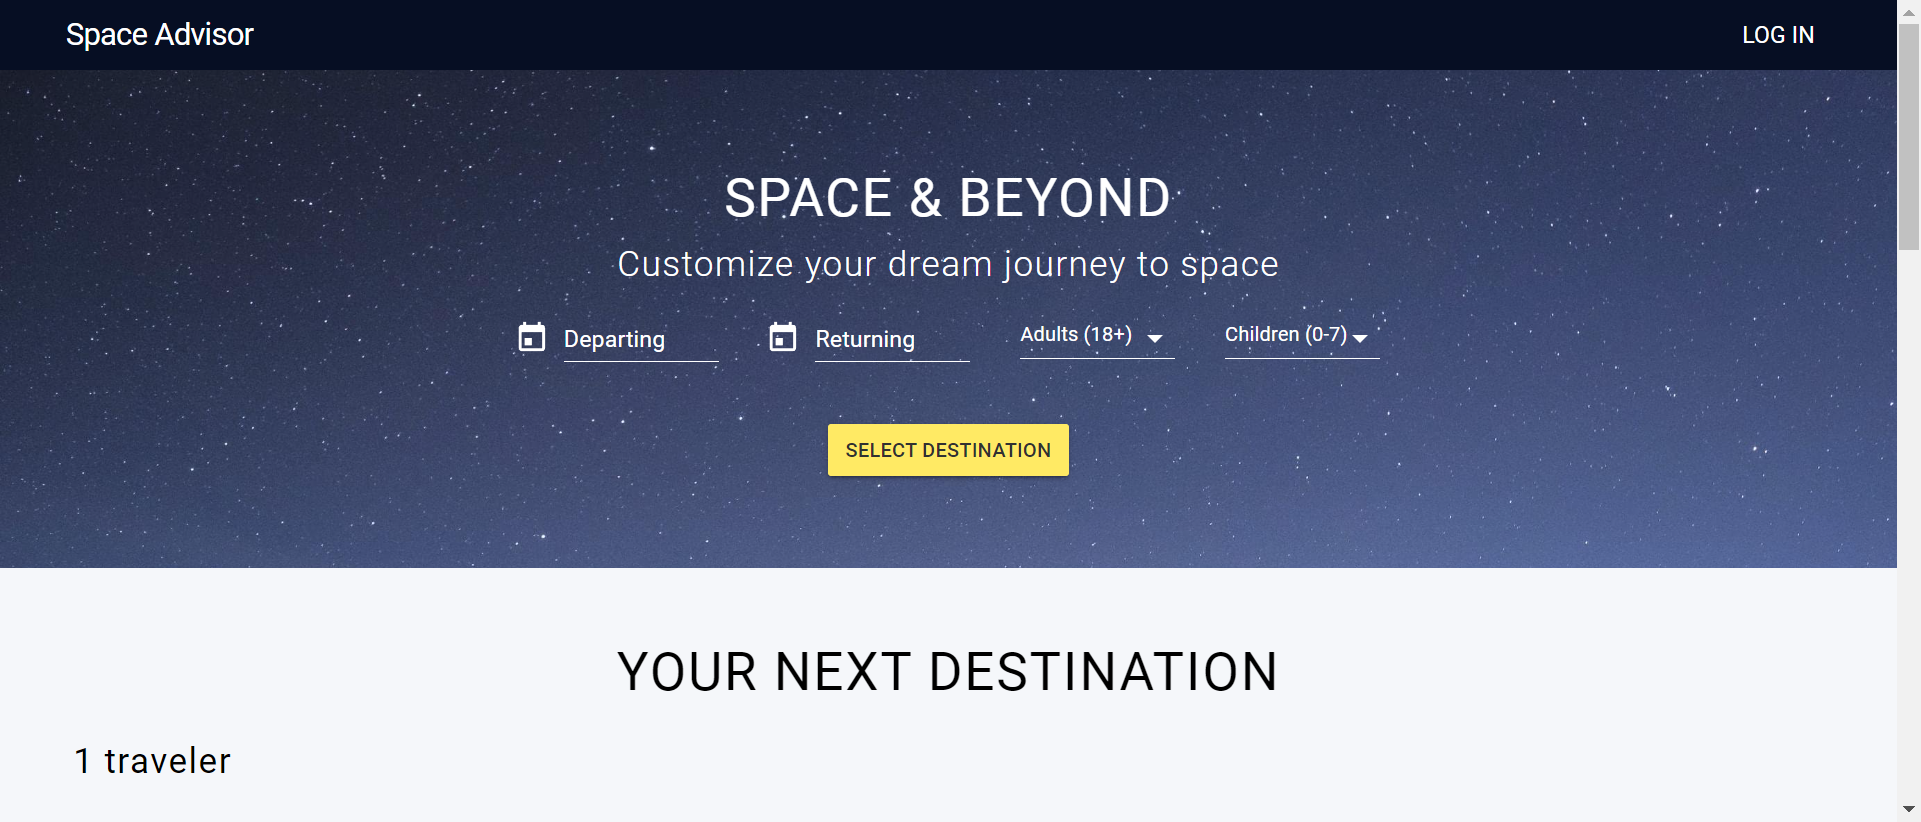 Space Advisor
LOG IN
SPACE & BEYOND
Customize your dream journey to space
Departing
Returning
Adults (18+)
Children (0-7)
SELECT DESTINATION
YOUR NEXT DESTINATION
1 traveler